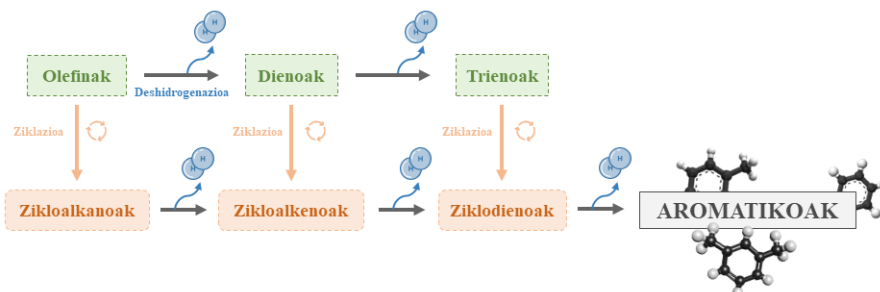 H
H
H
H
Olefinak
Dienoak
Trienoak
Deshidrogenazioa
Ziklazioa
Ziklazioa
Ziklazioa
H
H
H
H
H
H
Zikloalkanoak
Zikloalkenoak
Ziklodienoak
AROMATIKOAK